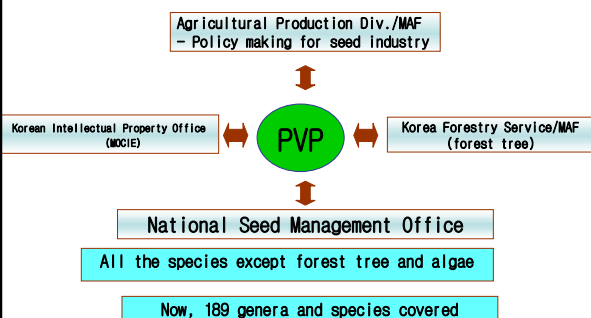 Agricultural Production Div./MAF
- Policy making for seed industry
Korean Intellectual Property Office
(MOCIE)
PVP
Korea Forestry Service/MAF
(forest tree)
National Seed Management Office
All the species except forest tree and algae
Now, 189 genera and species covered